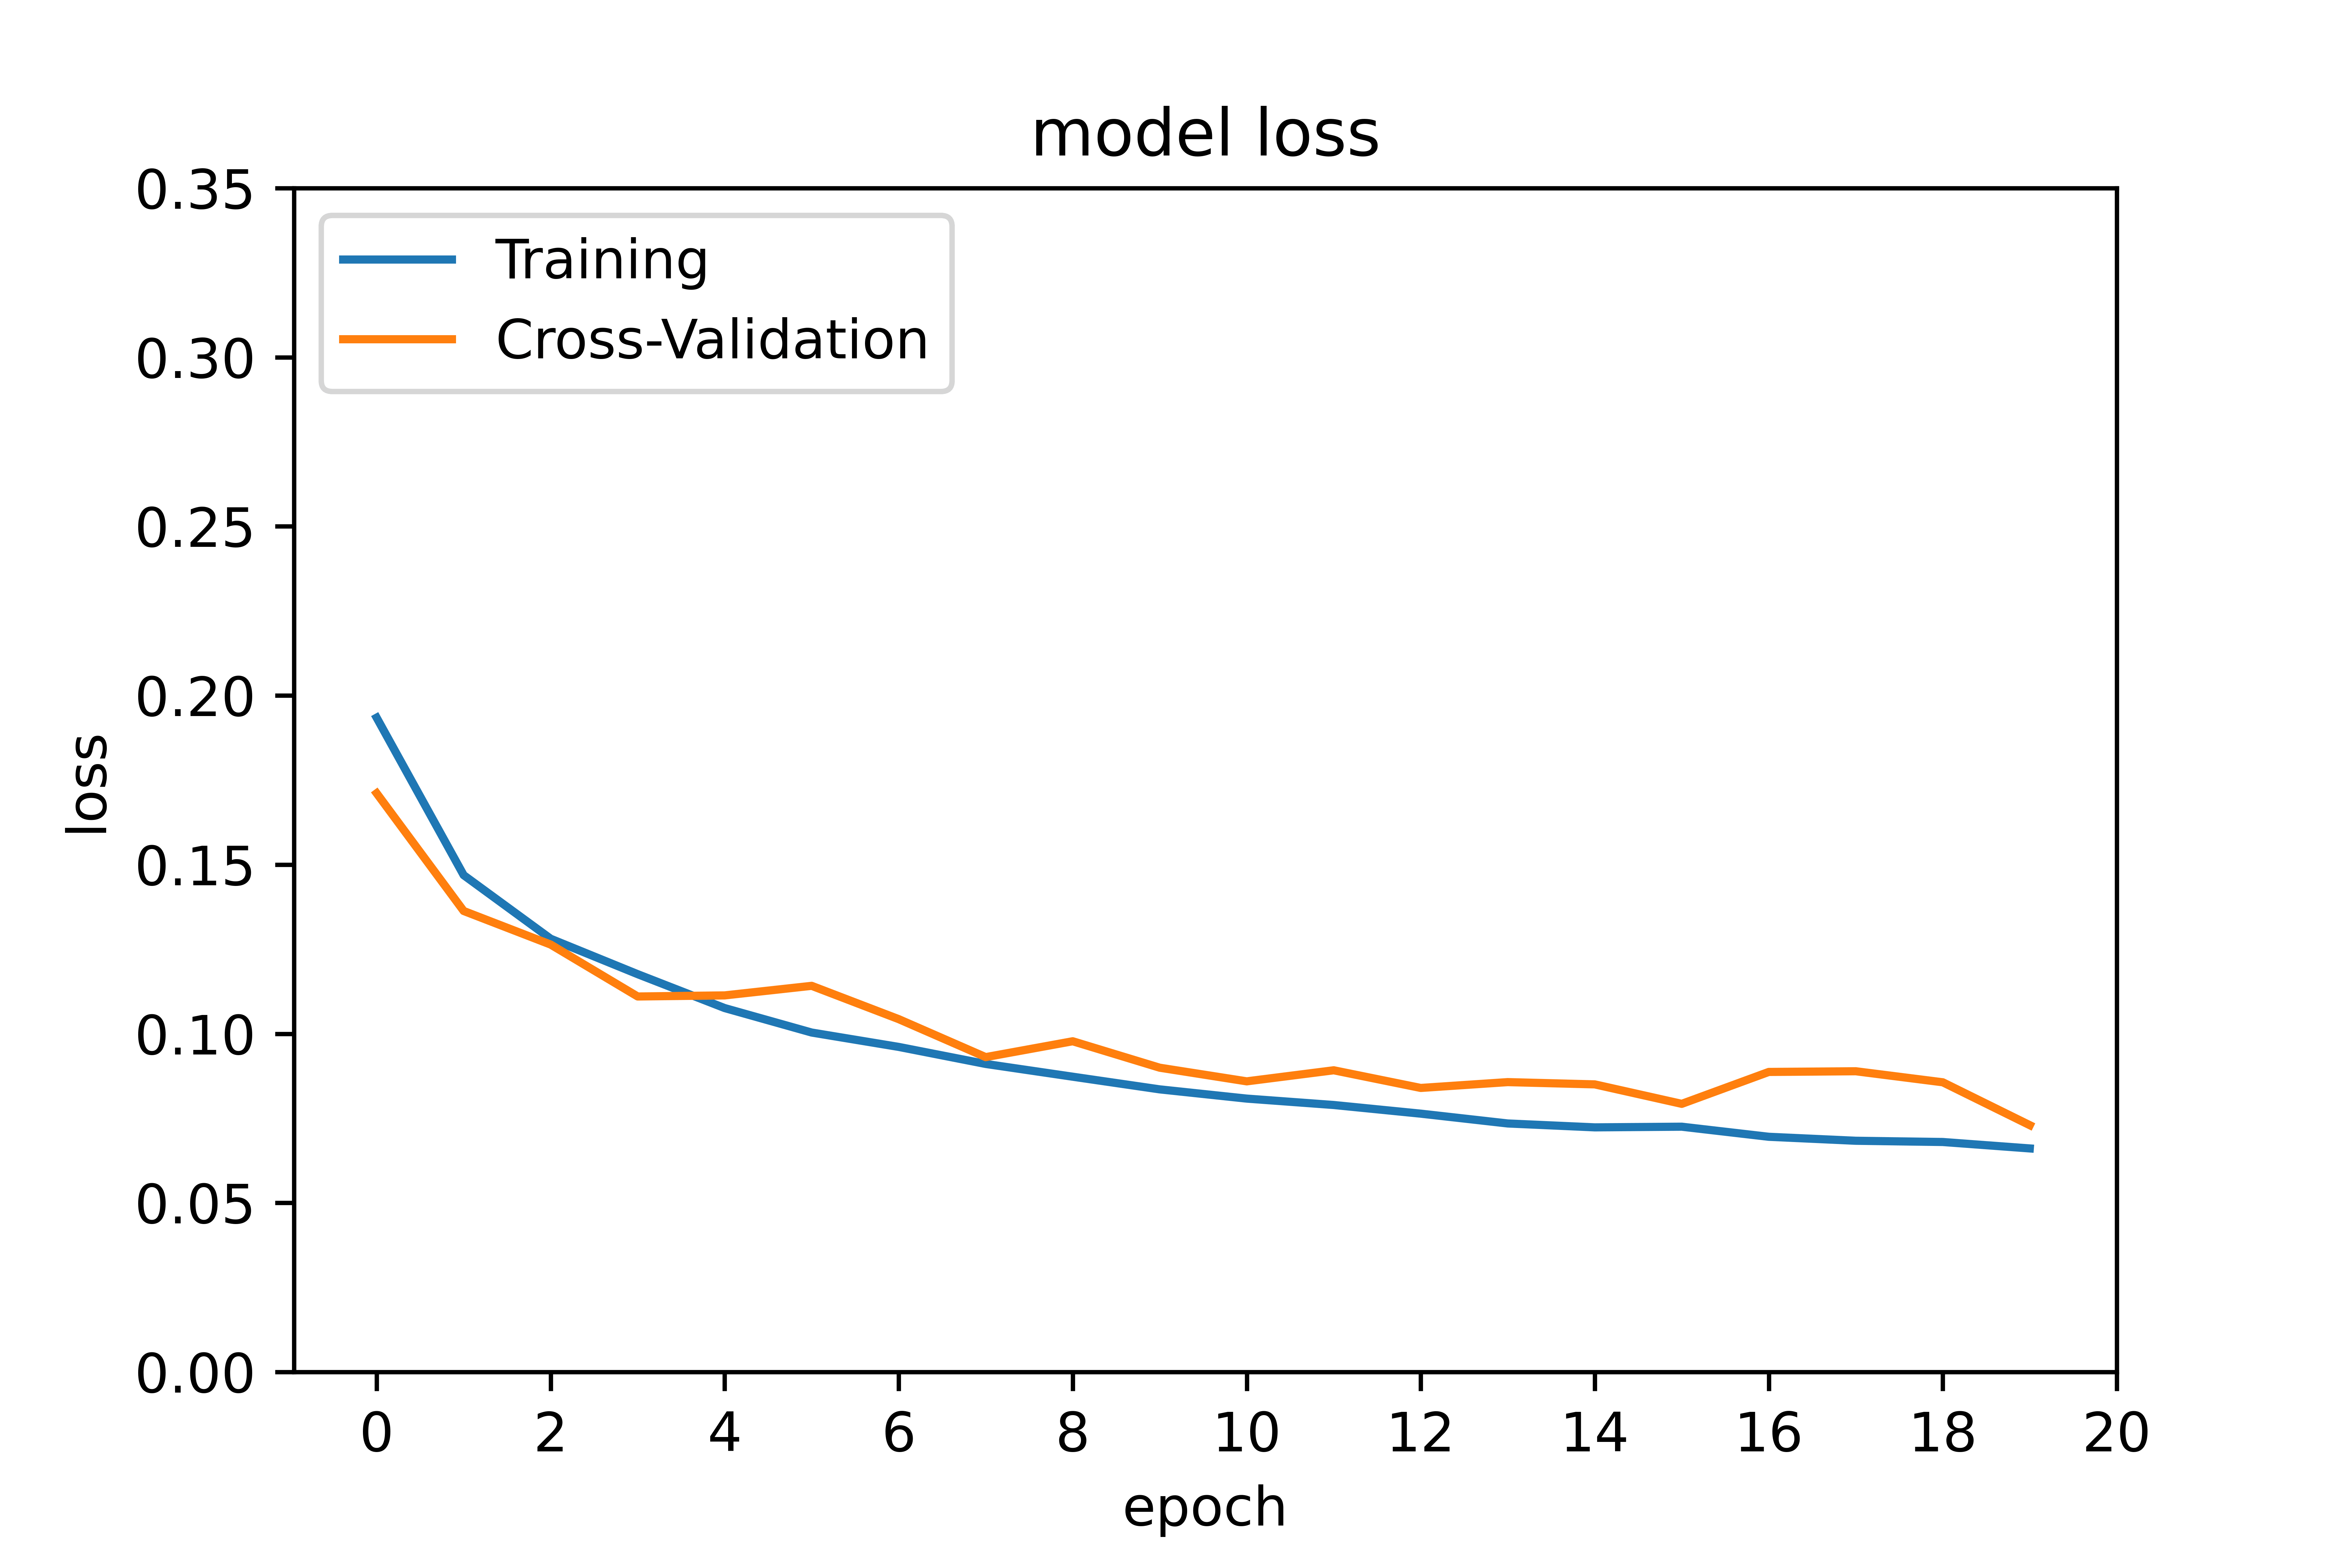 model loss
0.35
Training
Cross-Validation
0.30
0.25
0.20
loss
0.15
0.10
0.05
0.00
0 2 4 6 8 10 12 14 16 18 20
epoch